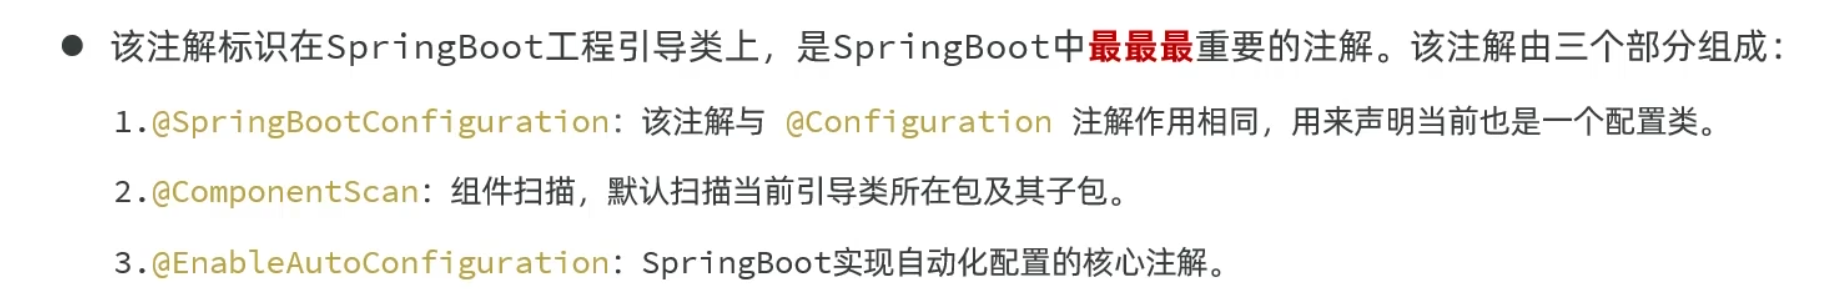 ● 该注解标识在SpringBoot工程引导类上，是SpringBoot中最最最重要的注解。该注解由三个部分组成：
1.@SpringBootConfiguration：该注解与 @Configuration 注解作用相同，用来声明当前也是一个配置类。
2.@ComponentScan：组件扫描，默认扫描当前引导类所在包及其子包。
3.@EnableAutoConfiguration：SpringBoot实现自动化配置的核心注解。